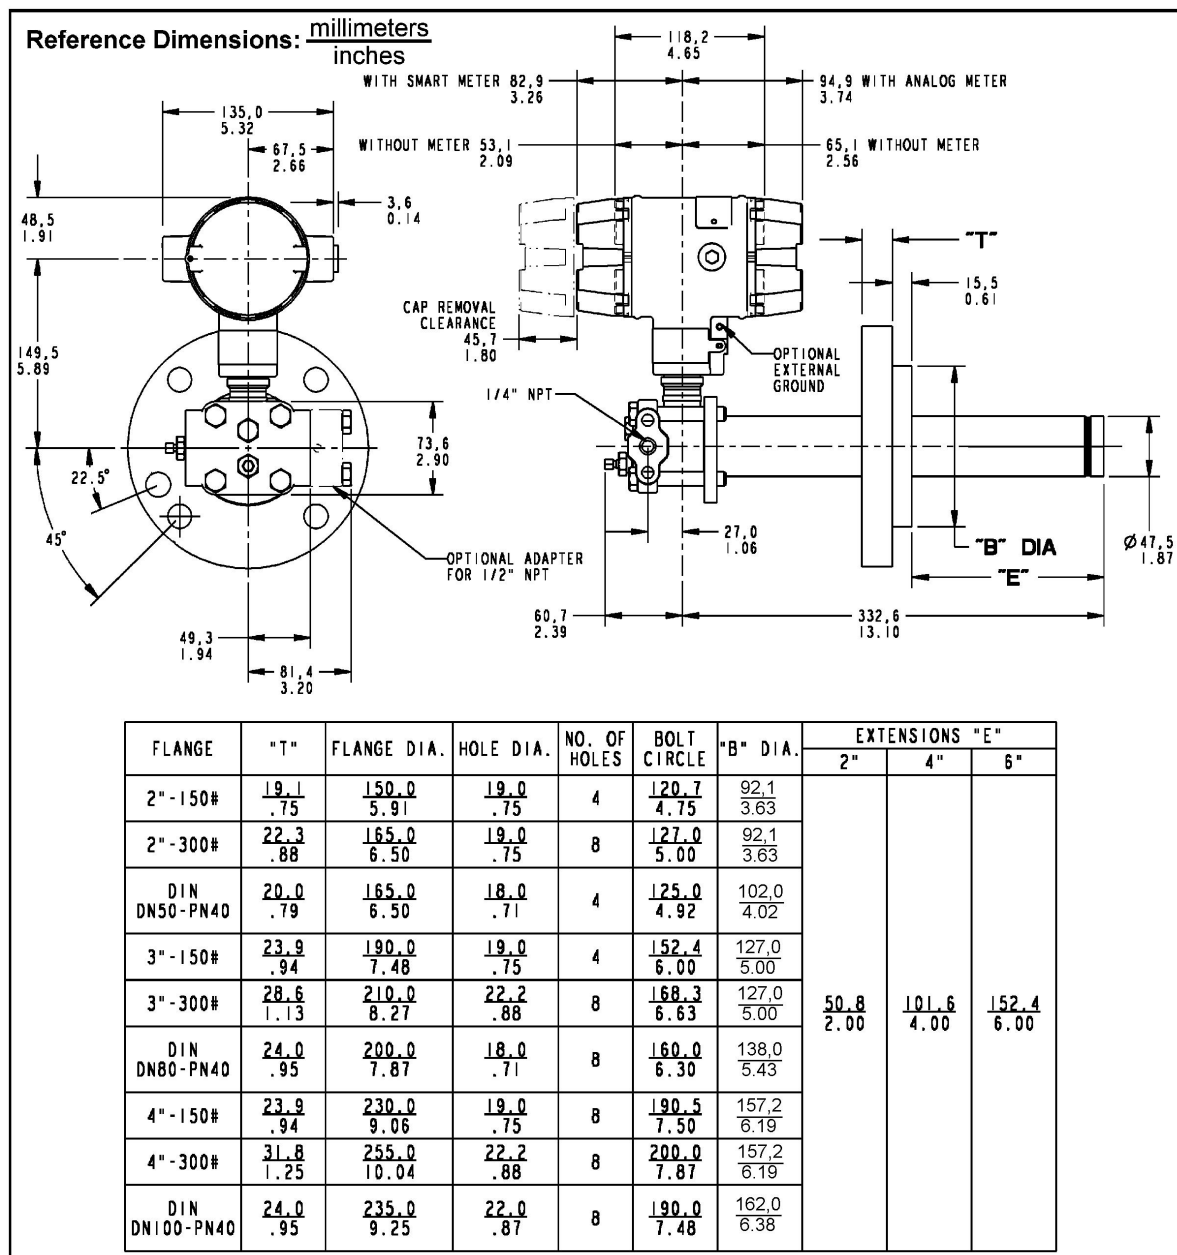 Reference Dimensions: millimeters
inches
118,2
4.65
WITH SMART METER 82,9
3.26
94,9 WITH ANALOG METER
3.74
135,0
5.32
67,5
2.66
WITHOUT METER 53,1
2.09
65,1 WITHOUT METER
2.56
48,5
1.91
3,6
0.14
"T"
15,5
0.61
CAP REMOVAL
CLEARANCE
45,7
1.80
149,5
5.89
OPTIONAL
EXTERNAL
GROUND
1/4" NPT
73,6
2.90
22.5°
45°
27,0
1.06
"B" DIA
Ø 47,5
1.87
"E"
OPTIONAL ADAPTER
FOR 1/2" NPT
60,7
2.39
332,6
13.10
49,3
1.94
81,4
3.20
FLANGE "T" FLANGE DIA. HOLE DIA. NO. OF HOLES BOLT CIRCLE "B" DIA. EXTENSIONS "E"
2" 4" 6"
2"-150# 19.1 150.0 19.0 4 120.7 92,1
.75 5.91 .75 4.75 3.63
2"-300# 22.3 165.0 19.0 8 127.0 92,1
.88 6.50 .75 5.00 3.63
DIN 20.0 165.0 18.0 4 125.0 102,0
DN50-PN40 .79 6.50 .71 4.92 4.02
3"-150# 23.9 190.0 19.0 4 152.4 127,0
.94 7.48 .75 6.00 5.00
3"-300# 28.6 210.0 22.2 8 168.3 127,0 50.8 101.6 152.4
1.13 8.27 .88 6.63 5.00 2.00 4.00 6.00
DIN 24.0 200.0 18.0 8 160.0 138,0
DN80-PN40 .95 7.87 .71 6.30 5.43
4"-150# 23.9 230.0 19.0 8 190.5 157,2
.94 9.06 .75 7.50 6.19
4"-300# 31.8 255.0 22.2 8 200.0 157,2
1.25 10.04 .88 7.87 6.19
DIN 24.0 235.0 22.0 8 190.0 162,0
DN100-PN40 .95 9.25 .87 7.48 6.38